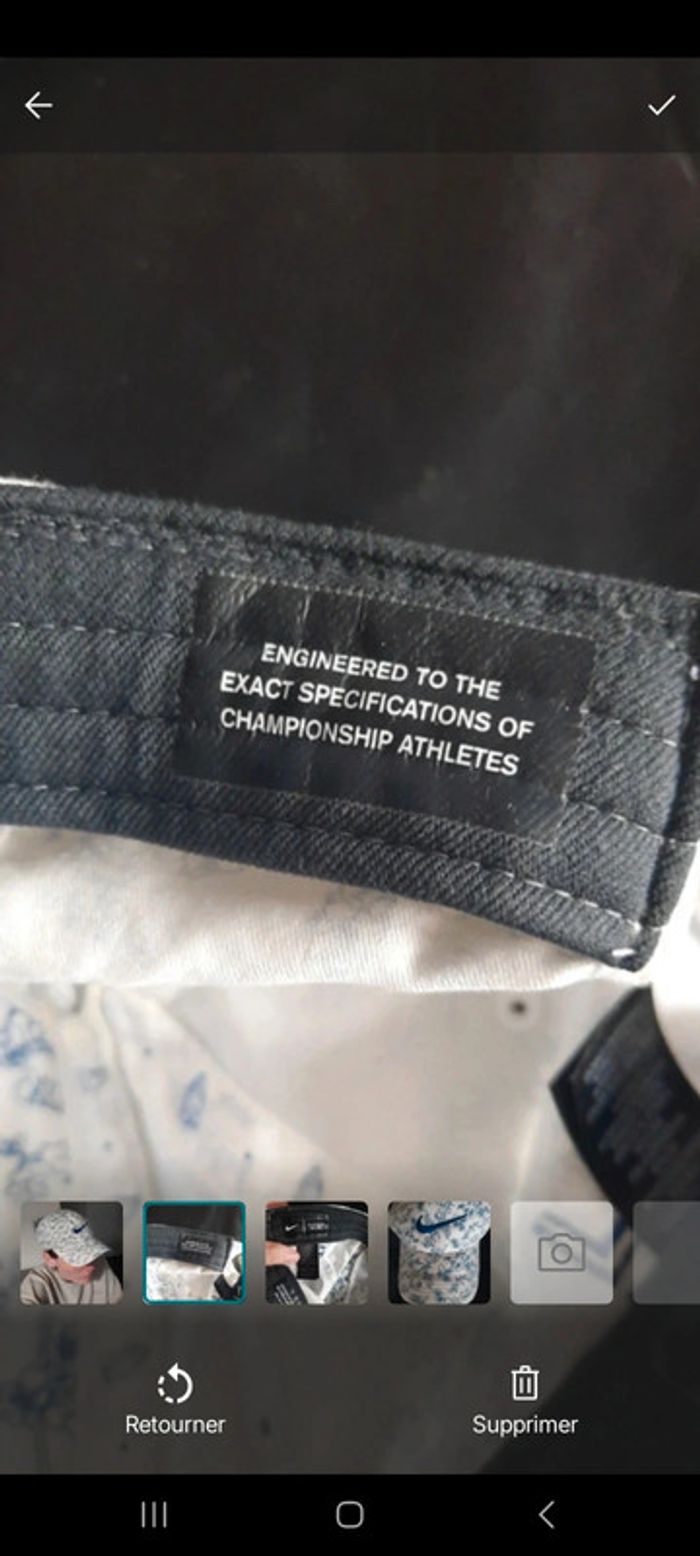 ENGINEERED TO THE
EXACT SPECIFICATIONS OF
CHAMPIONSHIP ATHLETES
Retourner
Supprimer